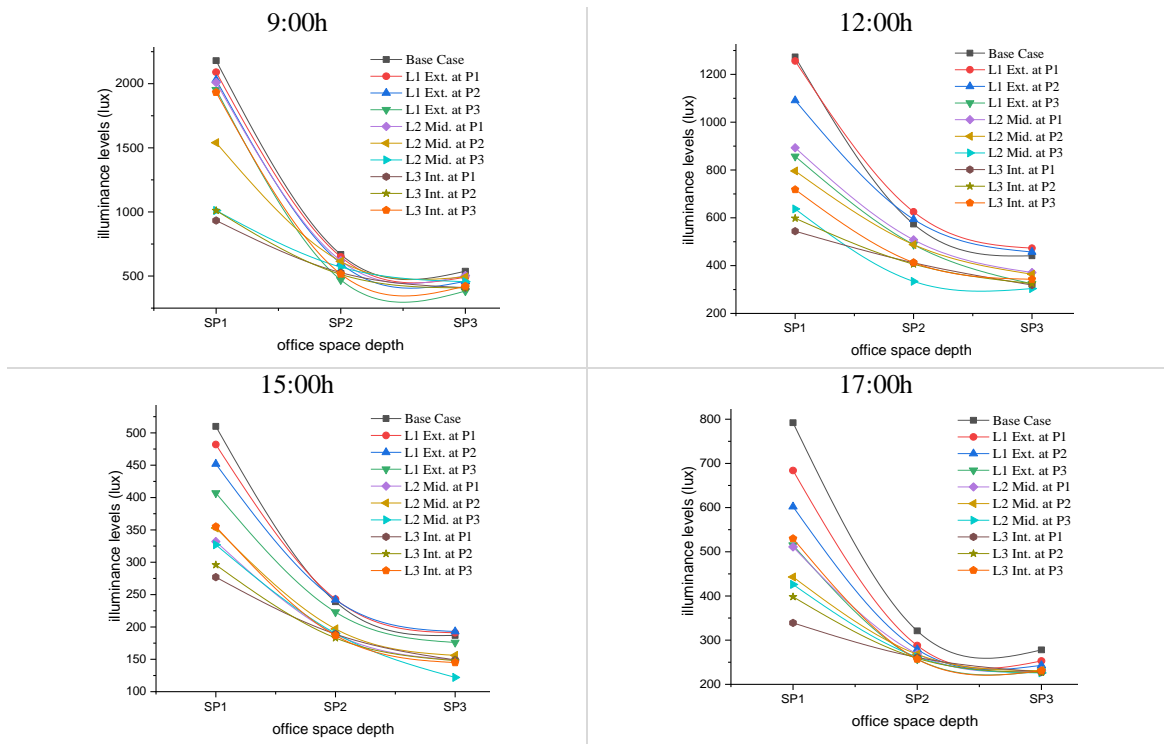 9:00h
illuminance levels (lux)
2000
1500
1000
500
SP1
SP2
SP3
office space depth
Base Case
L1 Ext. at P1
L1 Ext. at P2
L1 Ext. at P3
L2 Mid. at P1
L2 Mid. at P2
L2 Mid. at P3
L3 Int. at P1
L3 Int. at P2
L3 Int. at P3
12:00h
illuminance levels (lux)
1200
1000
800
600
400
200
SP1
SP2
SP3
office space depth
Base Case
L1 Ext. at P1
L1 Ext. at P2
L1 Ext. at P3
L2 Mid. at P1
L2 Mid. at P2
L2 Mid. at P3
L3 Int. at P1
L3 Int. at P2
L3 Int. at P3
15:00h
illuminance levels (lux)
500
450
400
350
300
250
200
150
100
SP1
SP2
SP3
office space depth
Base Case
L1 Ext. at P1
L1 Ext. at P2
L1 Ext. at P3
L2 Mid. at P1
L2 Mid. at P2
L2 Mid. at P3
L3 Int. at P1
L3 Int. at P2
L3 Int. at P3
17:00h
illuminance levels (lux)
800
700
600
500
400
300
200
SP1
SP2
SP3
office space depth
Base Case
L1 Ext. at P1
L1 Ext. at P2
L1 Ext. at P3
L2 Mid. at P1
L2 Mid. at P2
L2 Mid. at P3
L3 Int. at P1
L3 Int. at P2
L3 Int. at P3